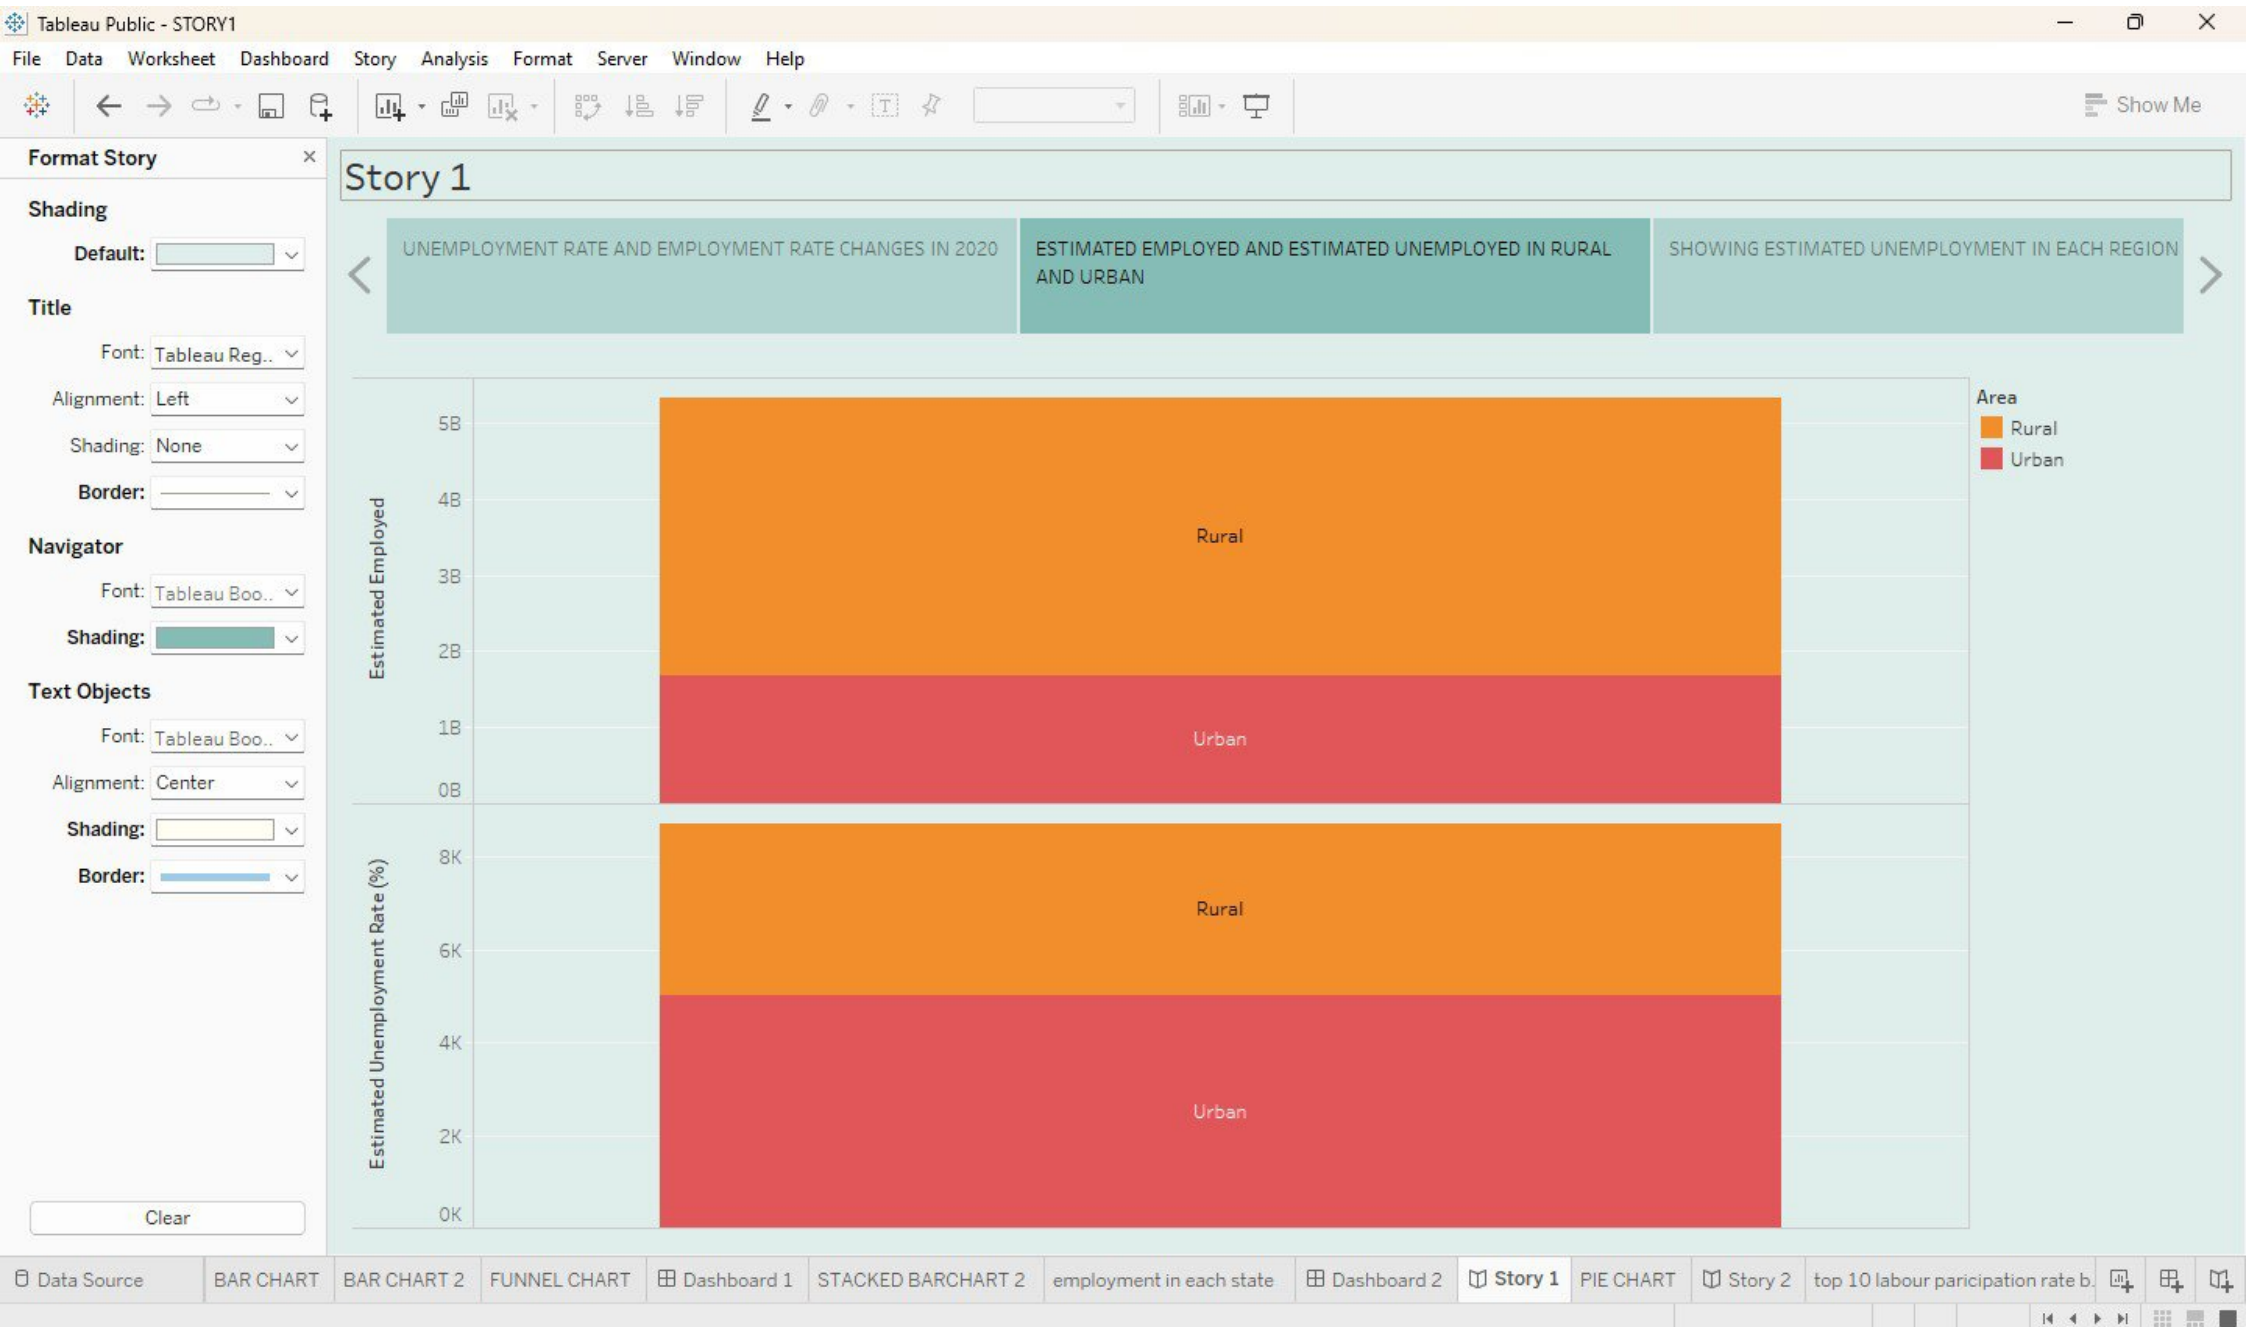 Tableau Public - STORY1
File Data Worksheet Dashboard Story Analysis Format Server Window Help
Show Me
Format Story
Shading
Default:
Title
Font: Tableau Reg..
Alignment: Left
Shading: None
Border:
Navigator
Font: Tableau Boo..
Shading:
Text Objects
Font: Tableau Boo..
Alignment: Center
Shading:
Border:
Clear
Story 1
UNEMPLOYMENT RATE AND EMPLOYMENT RATE CHANGES IN 2020
ESTIMATED EMPLOYED AND ESTIMATED UNEMPLOYED IN RURAL
AND URBAN
SHOWING ESTIMATED UNEMPLOYMENT IN EACH REGION
Estimated Employed
5B
4B
3B
2B
1B
0B
Rural
Urban
Estimated Unemployment Rate (%)
8K
6K
4K
2K
0K
Rural
Urban
Area
Rural
Urban
Data Source BAR CHART BAR CHART 2 FUNNEL CHART Dashboard 1 STACKED BARCHART 2 employment in each state Dashboard 2 Story 1 PIE CHART Story 2 top 10 labour paricipation rate b.